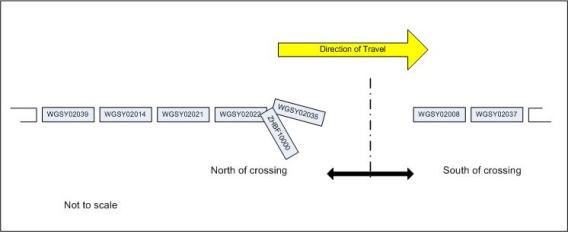 Direction of Travel
WGSY02039 WGSY02014 WGSY02021 WGSY02022 WGSY02035 WGSY02008 WGSY02037
ZHBF10000
North of crossing South of crossing
Not to scale